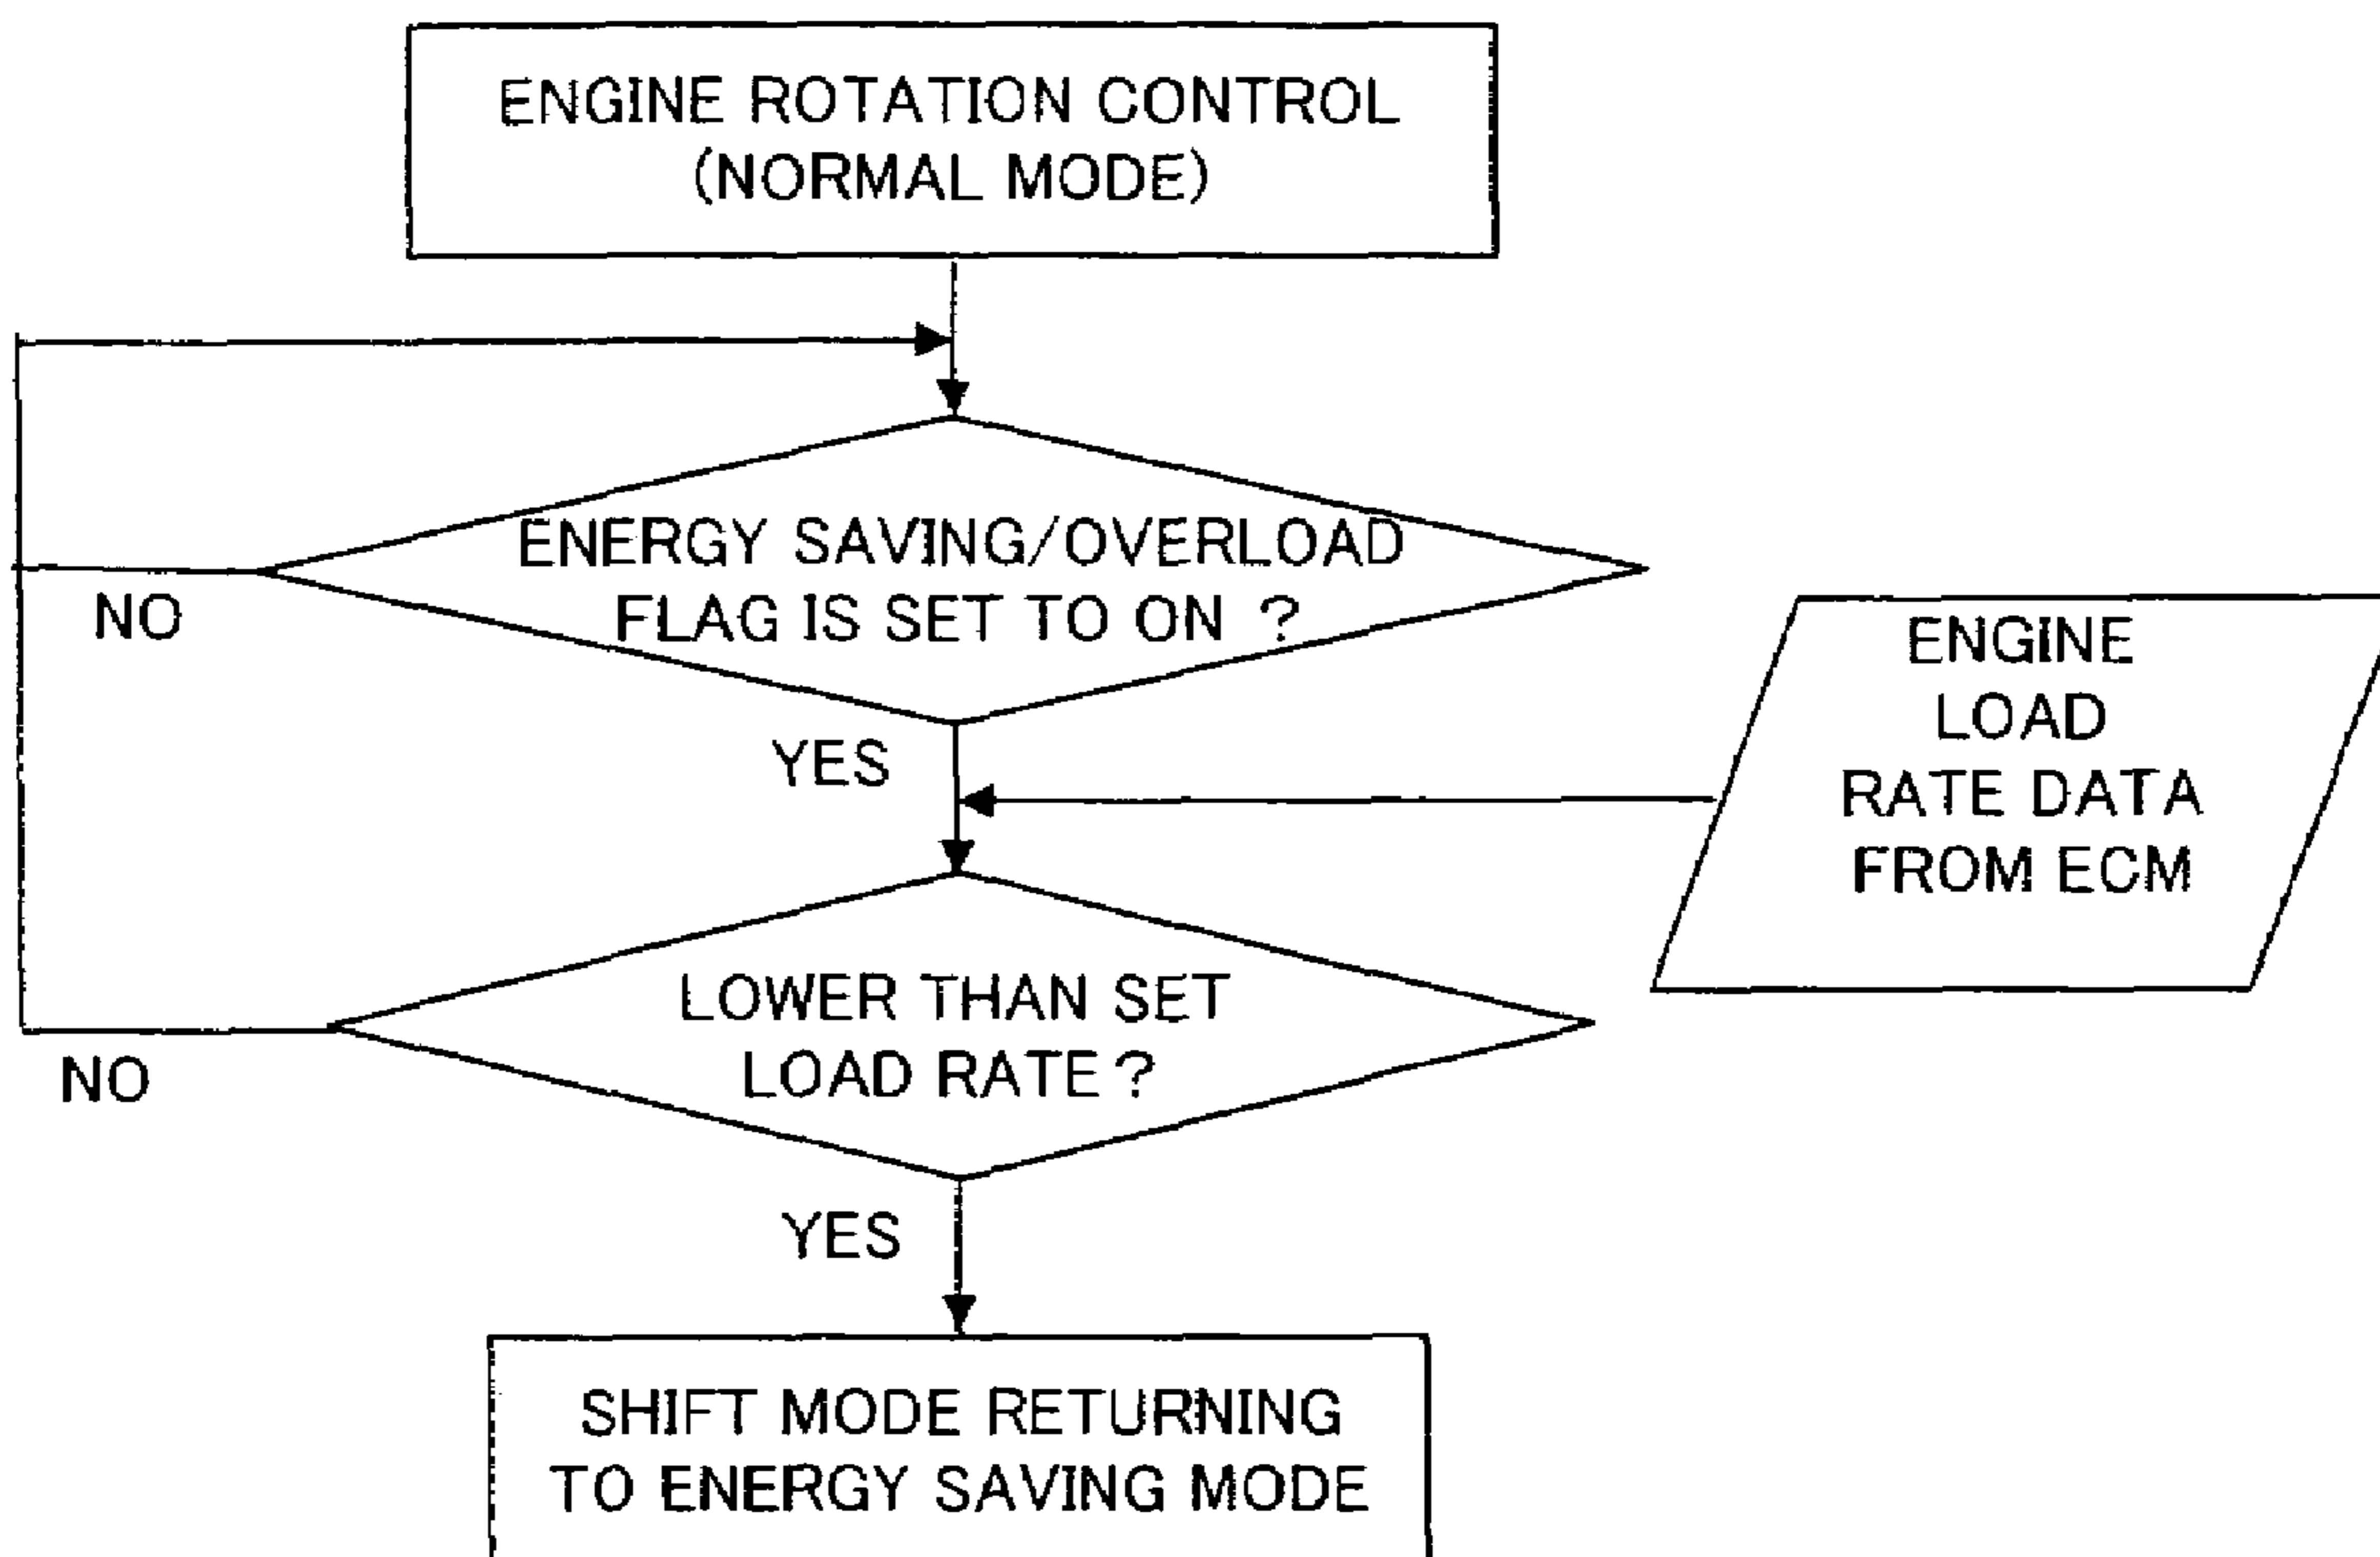 ENGINE ROTATION CONTROL
(NORMAL MODE)
ENERGY SAVING/OVERLOAD
FLAG IS SET TO ON ?
NO
YES
ENGINE
LOAD
RATE DATA
FROM ECM
LOWER THAN SET
LOAD RATE ?
NO
YES
SHIFT MODE RETURNING
TO ENERGY SAVING MODE